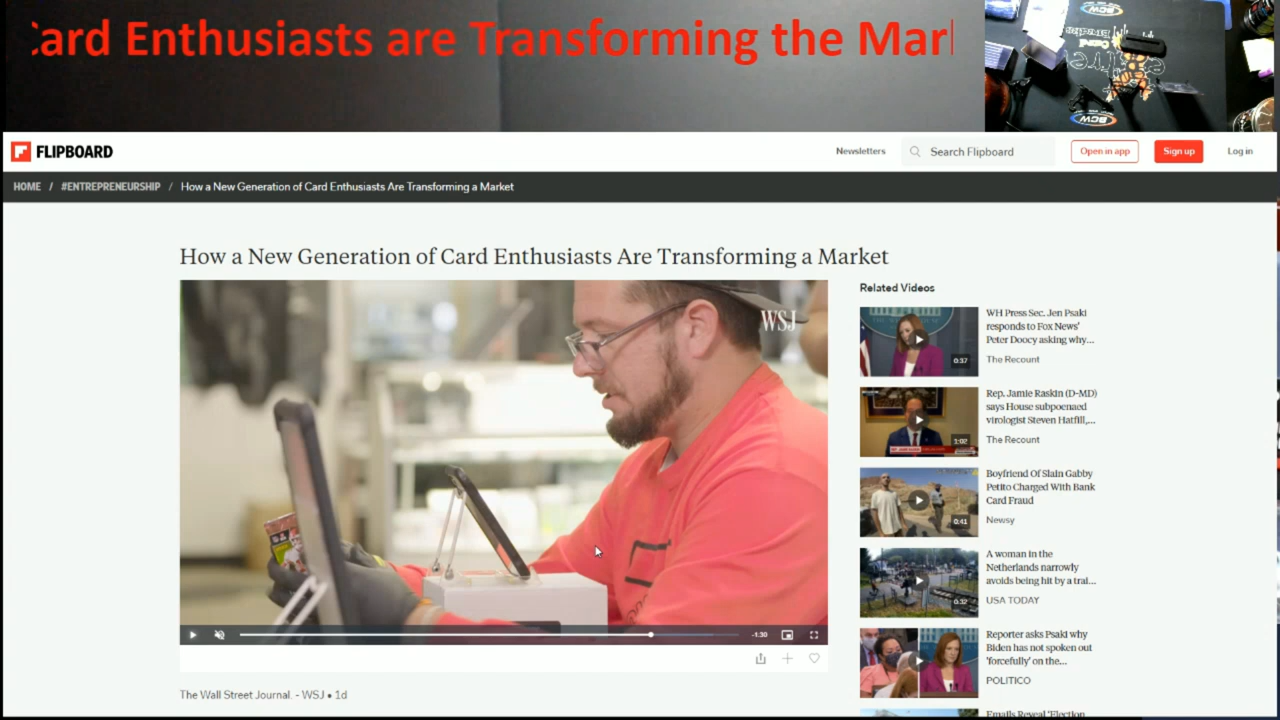 ard Enthusiasts are Transforming the Mar
BCW
BCW
FLIPBOARD
Newsletters
Search Flipboard
Open in app
Sign up
Log in
HOME / #ENTREPRENEURSHIP / How a New Generation of Card Enthusiasts Are Transforming a Market
How a New Generation of Card Enthusiasts Are Transforming a Market
WSJ
-1:30
The Wall Street Journal. - WSJ • 1d
Related Videos
0:37
WH Press Sec. Jen Psaki
responds to Fox News'
Peter Doocy asking why...
The Recount
1:02
Rep. Jamie Raskin (D-MD)
says House subpoenaed
virologist Steven Hatfill,...
The Recount
0:41
Boyfriend Of Slain Gabby
Petito Charged With Bank
Card Fraud
Newsy
0:32
A woman in the
Netherlands narrowly
avoids being hit by a trai...
USA TODAY
Reporter asks Psaki why
Biden has not spoken out
'forcefully' on the...
POLITICO
Emails Reveal 'Election